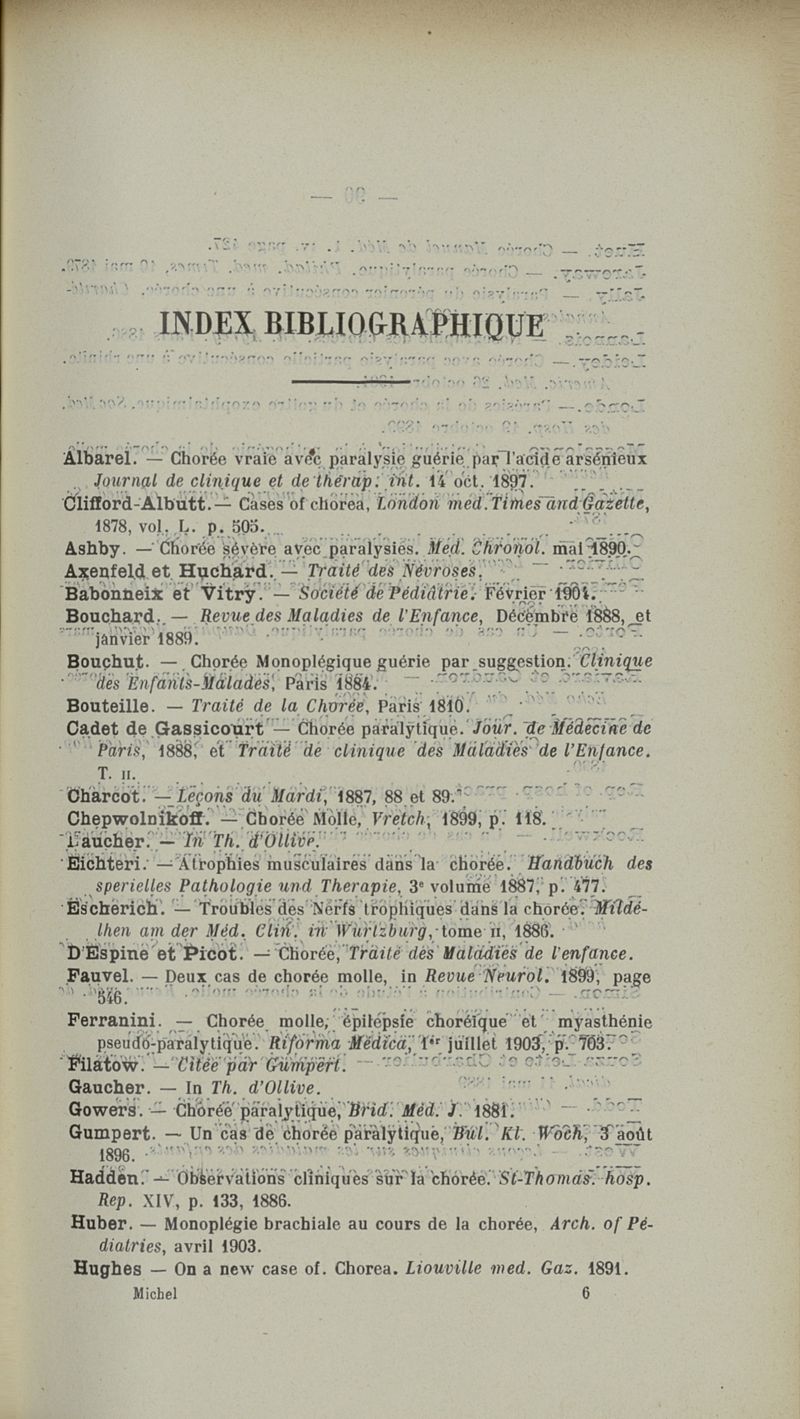 INDEX BIBLIOGRAPHIQUE
Albarel. — Chorée vraie avec paralysie guérie par l'acide arsénieux
Journal de clinique et de thérap. int. 14 oct. 1897.
Clifford-Albutt. — Cases of chorea, London med. Times and Gazette,
1878, vol. L. p. 505.
Ashby. — Chorée sévère avec paralysies. Méd. Chronol. mai 1890.
Axenfeld et Huchard. — Traité des Névroses.
Babonneix et Vitry. — Société de Pédiatrie. Février 1901.
Bouchard. — Revue des Maladies de l'Enfance, Décembre 1888, et
janvier 1889.
Bouchut. — Chorée Monoplégique guérie par suggestion. Clinique
des Enfants-Malades, Paris 1884.
Bouteille. — Traité de la Chorée, Paris 1810.
Cadet de Gassicourt — Chorée paralytique. Jour. de Médecine de
Paris, 1888, et Traité de clinique des Maladies de l'Enfance.
T. II.
Charcot. — Leçons du Mardi, 1887, 88 et 89.
Chepwolnikoff. — Chorée Molle, Vretch, 1899, p. 118.
Faucher. — In Th. d'Ollive.
Eichteri. — Atrophies musculaires dans la chorée. Handbuch des
sperielles Pathologie und Therapie, 3e volume 1887, p. 477.
Escherich. — Troubles des Nerfs trophiques dans la chorée. Mildé-
lhen am der Méd. Clin. in Wurtzburg, tome II, 1886.
D'Espine et Picot. — Chorée, Traité des Maladies de l'enfance.
Fauvel. — Deux cas de chorée molle, in Revue Neurol. 1899, page
346.
Ferranini. — Chorée molle, épilepsie choréïque et myasthénie
pseudo-paralytique. Riforma Médica, 1er juillet 1903, p. 763.
Filatow. — Citée par Gumpert.
Gaucher. — In Th. d'Ollive.
Gowers. — Chorée paralytique, Brid. Méd. J. 1881.
Gumpert. — Un cas de chorée paralytique, Bul. Kt. Woch, 3 août
1896.
Hadden. — Observations cliniques sur la chorée. St-Thomas. hosp.
Rep. XIV, p. 133, 1886.
Huber. — Monoplégie brachiale au cours de la chorée, Arch. of Pé-
diatries, avril 1903.
Hughes — On a new case of. Chorea. Liouville med. Gaz. 1891.
Michel 6